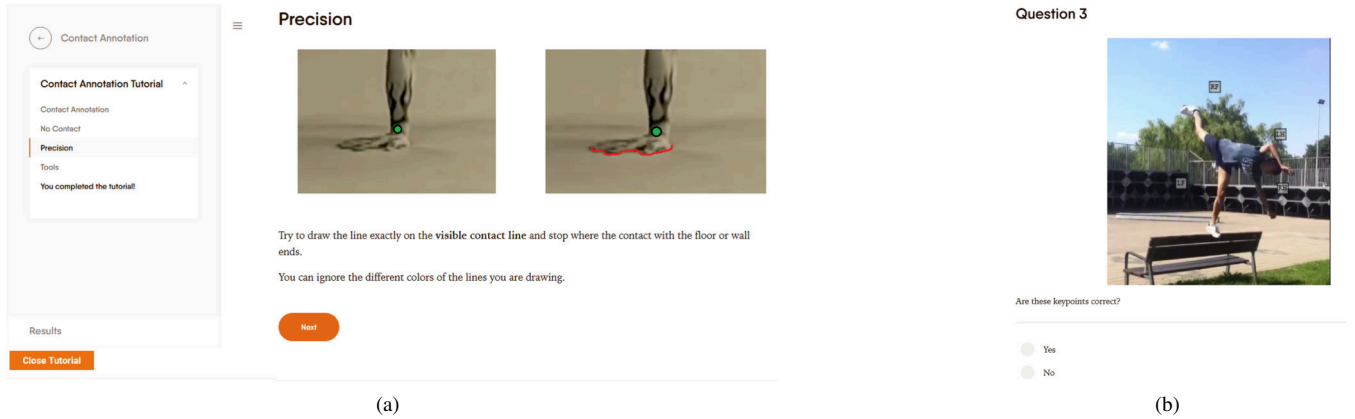 ← Contact Annotation
Contact Annotation Tutorial
Contact Annotation
No Contact
Precision
Tools
You completed the tutorial!
Results
Close Tutorial
Precision
Try to draw the line exactly on the visible contact line and stop where the contact with the floor or wall
ends.
You can ignore the different colors of the lines you are drawing.
Next
(a)
Question 3
RF
LH
LF
RH
Are these keypoints correct?
Yes
No
(b)